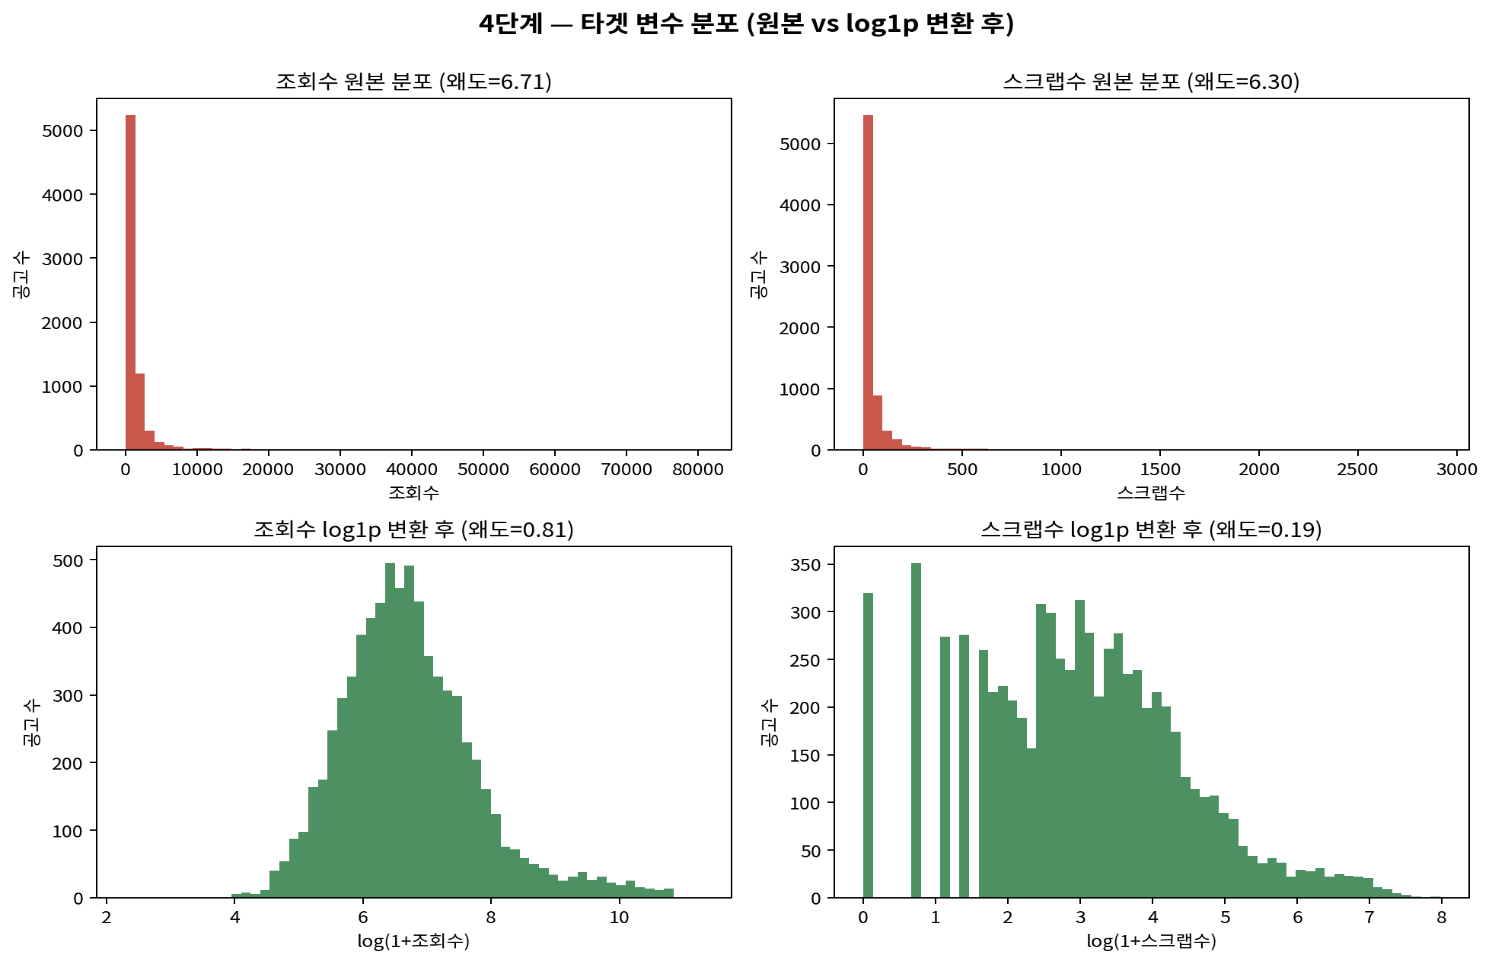 4단계 — 타겟 변수 분포 (원본 vs log1p 변환 후)
조회수 원본 분포 (왜도=6.71)
5000
4000
3000
2000
1000
0
공고 수
0 10000 20000 30000 40000 50000 60000 70000 80000
조회수
스크랩수 원본 분포 (왜도=6.30)
5000
4000
3000
2000
1000
0
공고 수
0 500 1000 1500 2000 2500 3000
스크랩수
조회수 log1p 변환 후 (왜도=0.81)
500
400
300
200
100
0
공고 수
2 4 6 8 10
log(1+조회수)
스크랩수 log1p 변환 후 (왜도=0.19)
350
300
250
200
150
100
50
0
공고 수
0 1 2 3 4 5 6 7 8
log(1+스크랩수)